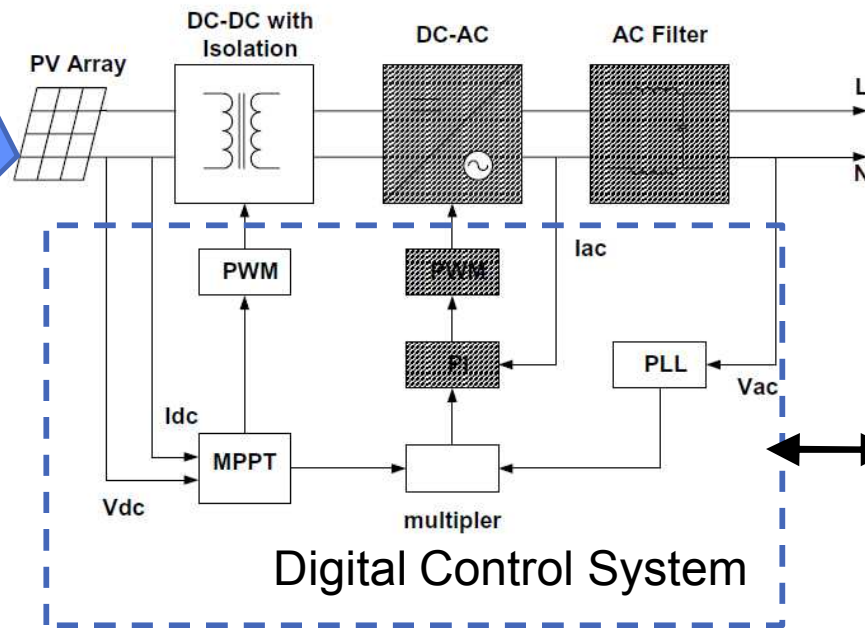 DC-DC with
Isolation
DC-AC
AC Filter
PV Array
L
N
PWM
PWM
Iac
PI
PLL
Vac
Idc
MPPT
Vdc
multipler
Digital Control System